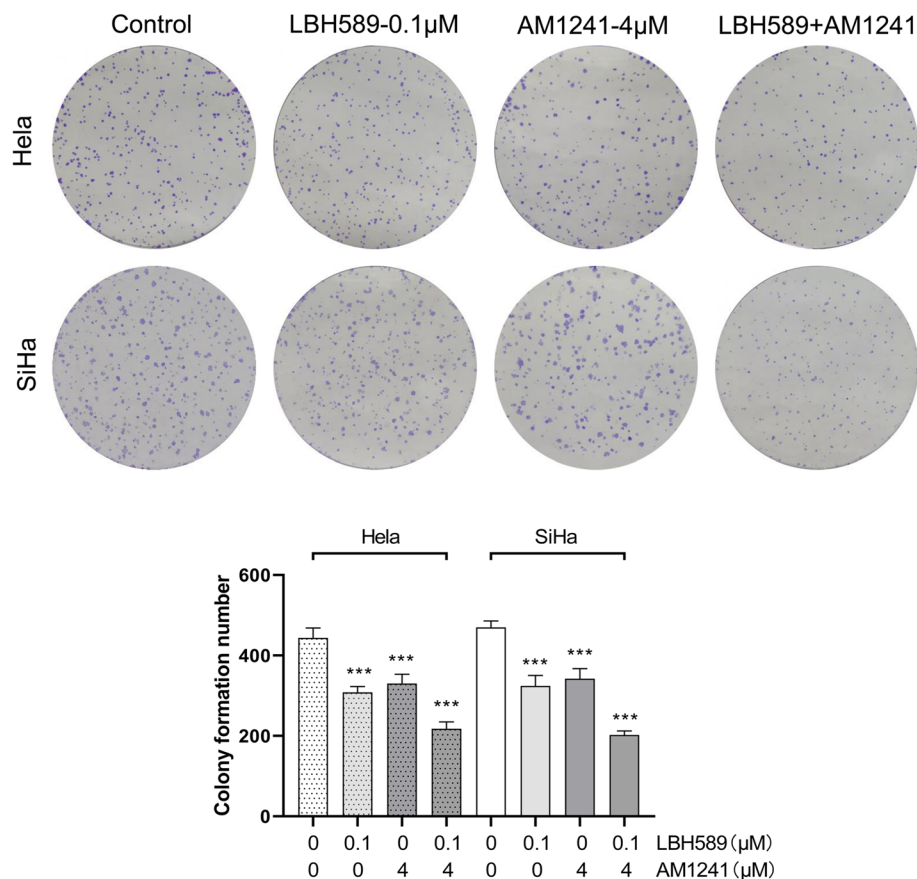 Control LBH589-0.1μM AM1241-4μM LBH589+AM1241
Hela
SiHa
Hela SiHa
Colony formation number
600
400
200
0
*** *** *** *** *** ***
0 0.1 0 0.1 0 0.1 0 0.1 LBH589(μM)
0 0 4 4 0 0 4 4 AM1241(μM)